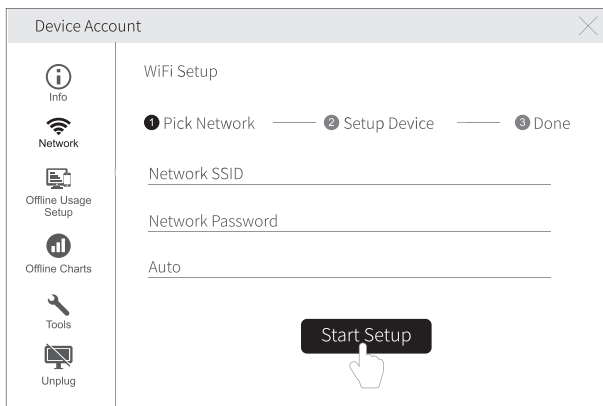 Device Account
Info
Network
Offline Usage
Setup
Offline Charts
Tools
Unplug
WiFi Setup
1 Pick Network 2 Setup Device 3 Done
Network SSID
Network Password
Auto
Start Setup